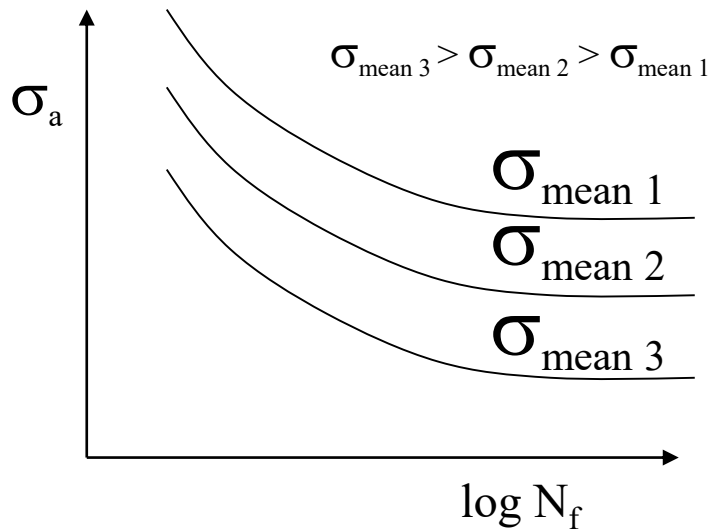 σmean 3 > σmean 2 > σmean 1
σa
σmean 1
σmean 2
σmean 3
log Nf